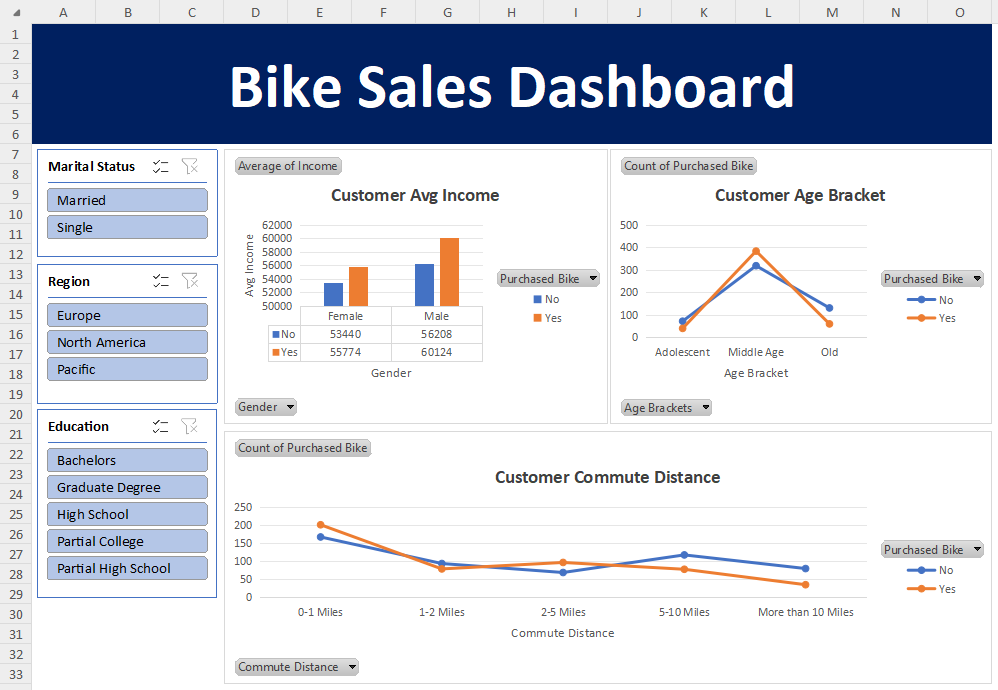 A B C D E F G H I J K L M N O
1
2
3
4
5
6
7
8
9
10
11
12
13
14
15
16
17
18
19
20
21
22
23
24
25
26
27
28
29
30
31
32
33
Bike Sales Dashboard
Marital Status
Married
Single
Region
Europe
North America
Pacific
Education
Bachelors
Graduate Degree
High School
Partial College
Partial High School
Average of Income
Customer Avg Income
Avg Income
62000
60000
58000
56000
54000
52000
50000
Female Male
No 53440 56208
Yes 55774 60124
Gender
Purchased Bike
No
Yes
Gender
Count of Purchased Bike
Customer Age Bracket
500
400
300
200
100
0
Adolescent Middle Age Old
Age Bracket
Purchased Bike
No
Yes
Age Brackets
Count of Purchased Bike
Customer Commute Distance
250
200
150
100
50
0
0-1 Miles 1-2 Miles 2-5 Miles 5-10 Miles More than 10 Miles
Commute Distance
Purchased Bike
No
Yes
Commute Distance